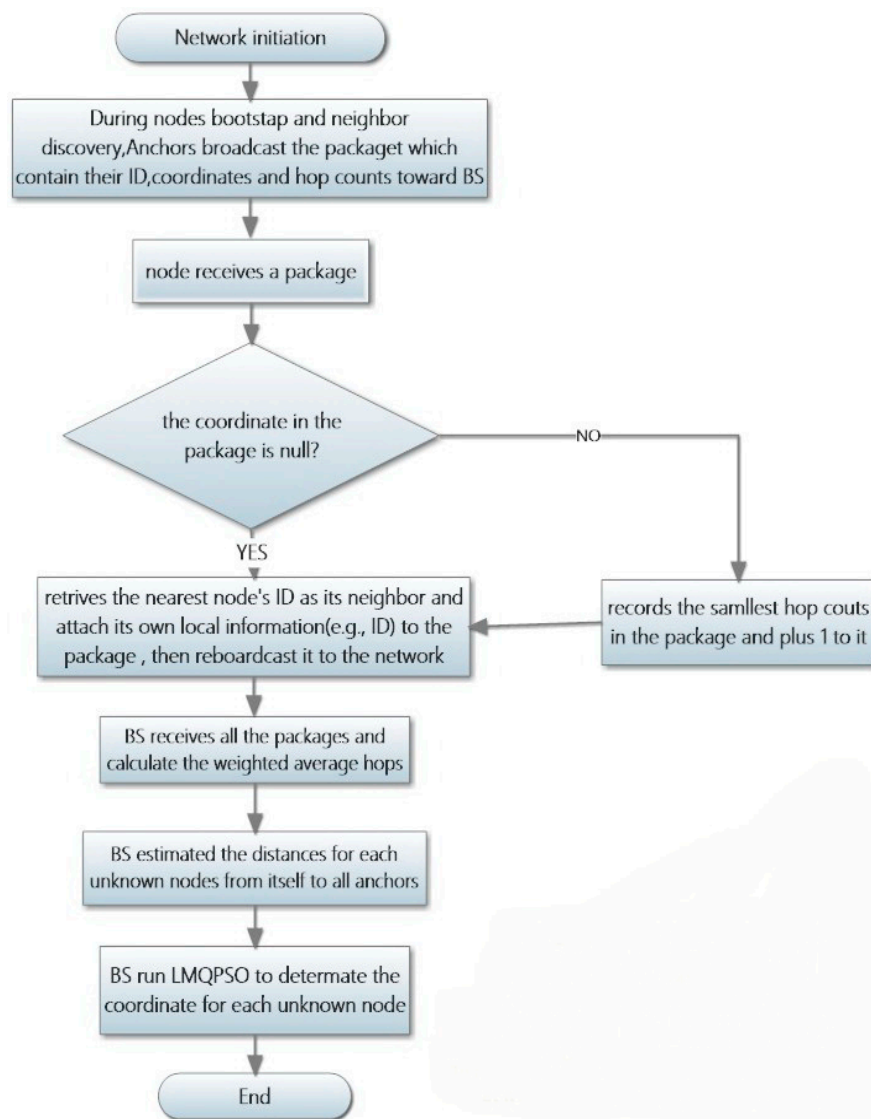 Network initiation
During nodes bootstap and neighbor
discovery,Anchors broadcast the packaget which
contain their ID,coordinates and hop counts toward BS
node receives a package
the coordinate in the
package is null?
NO
YES
retrives the nearest node's ID as its neighbor and
attach its own local information(e.g., ID) to the
package , then reboardcast it to the network
records the samllest hop couts
in the package and plus 1 to it
BS receives all the packages and
calculate the weighted average hops
BS estimated the distances for each
unknown nodes from itself to all anchors
BS run LMQPSO to determate the
coordinate for each unknown node
End